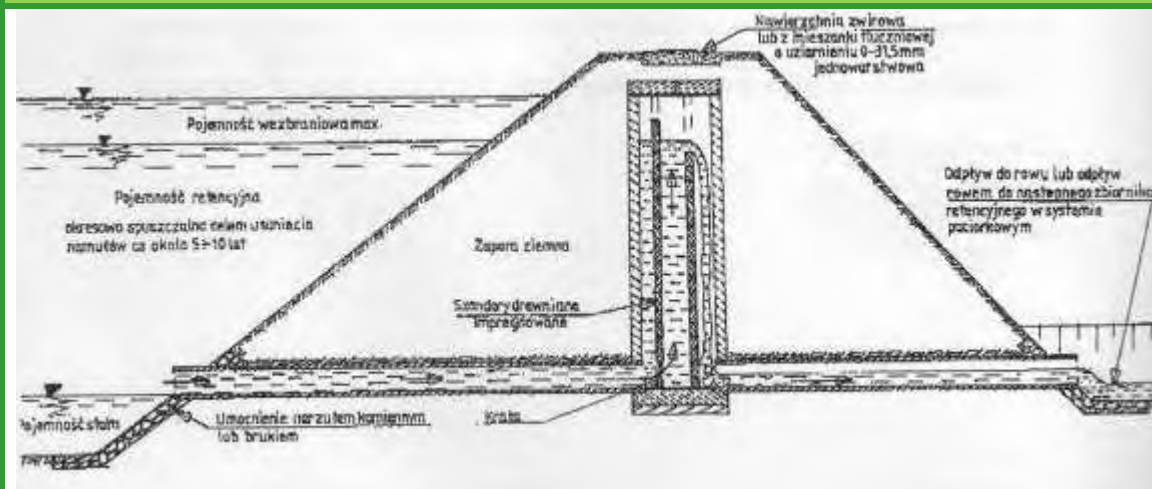 Nawierzchnia żwirowa
lub z mieszanki tłuczniowej
o uziarnieniu 0-31,5mm
jednowarstwowa
Pojemność wezbraniowa max.
Pojemność retencyjna
okresowo spuszczalna celem usunięcia
namułów co około 5÷10 lat
Zapora ziemna
Odpływ do rowu lub odpływ
rowem do następnego zbiornika
retencyjnego w systemie
paciorkowym
Szandory drewniane
impregnowane
Pojemność stała
Umocnienie narzutem kamiennym
lub brukiem
Krata